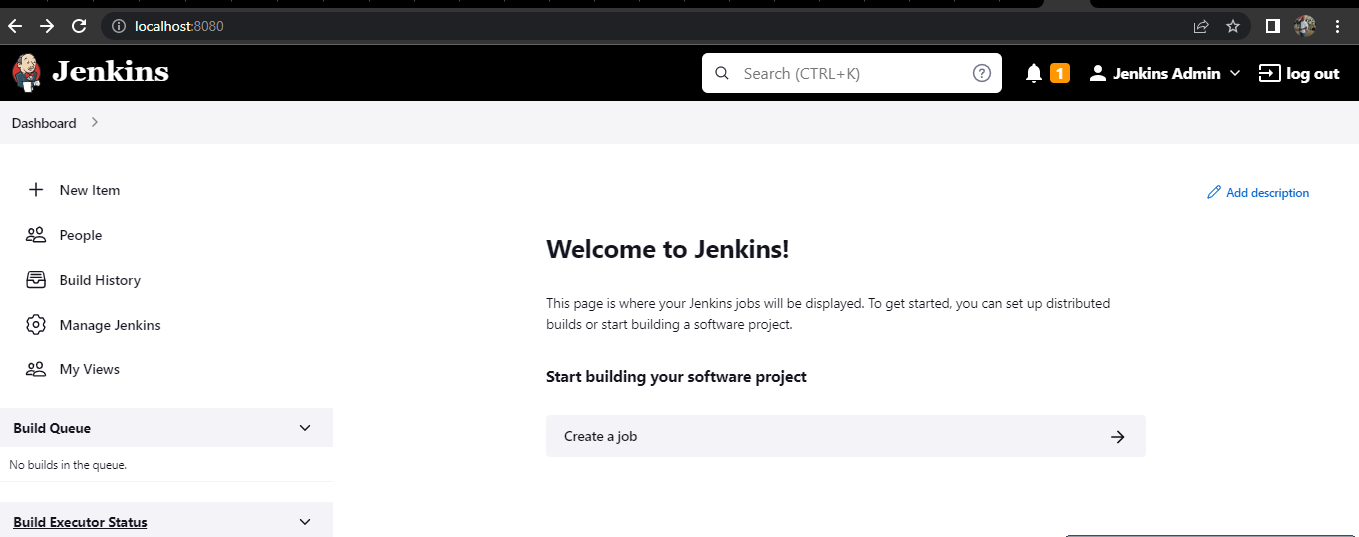 localhost:8080
Jenkins
Search (CTRL+K)
?
1
Jenkins Admin
log out
Dashboard
New Item
Add description
People
Build History
Manage Jenkins
My Views
Welcome to Jenkins!
This page is where your Jenkins jobs will be displayed. To get started, you can set up distributed
builds or start building a software project.
Start building your software project
Create a job
Build Queue
No builds in the queue.
Build Executor Status